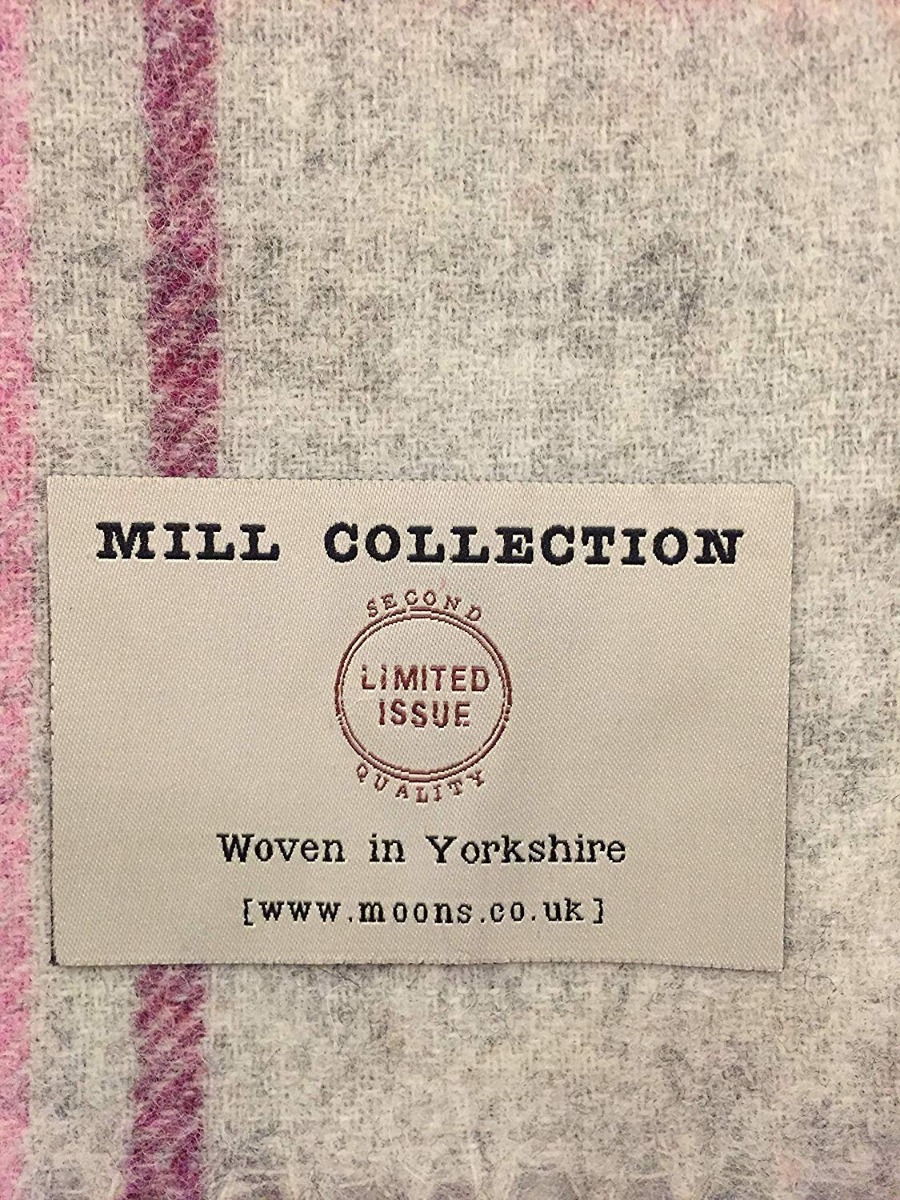 MILL COLLECTION
SECOND
LIMITED
ISSUE
QUALITY
Woven in Yorkshire
[www.moons.co.uk]